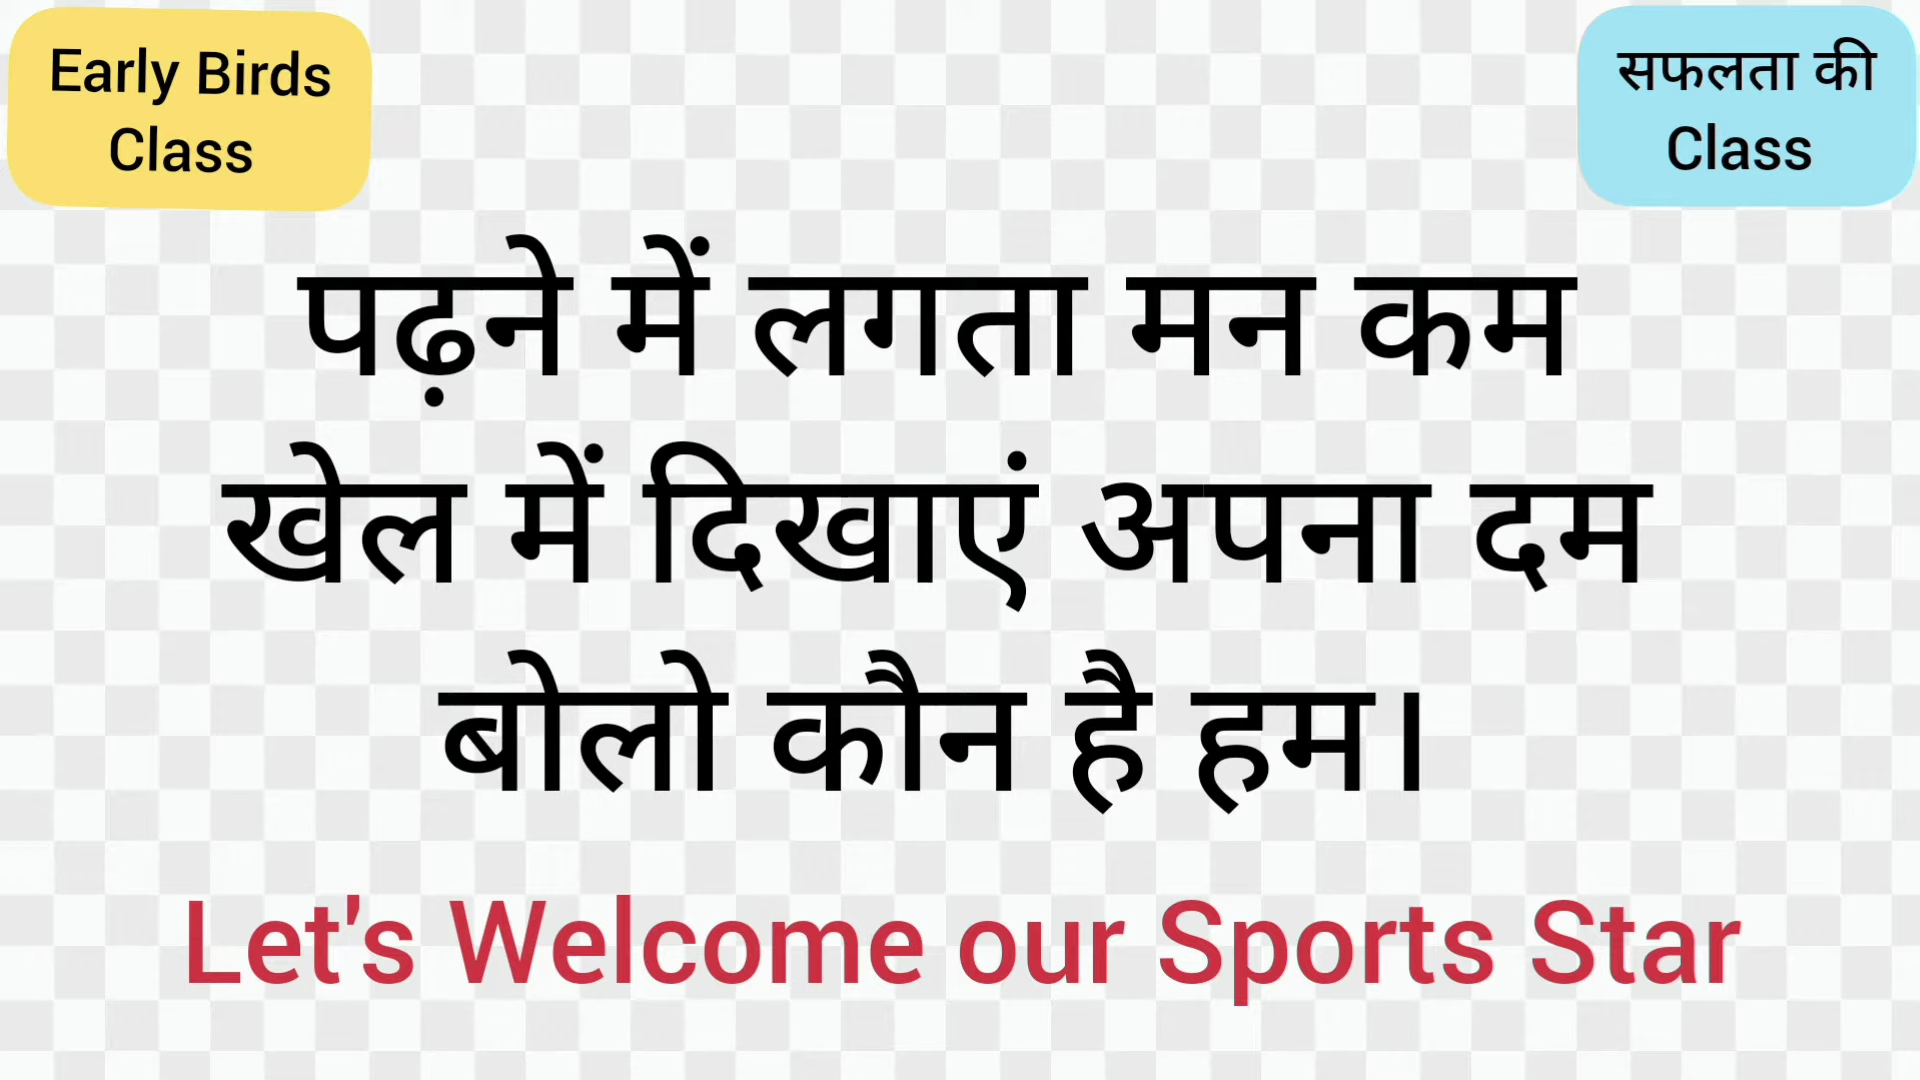 Early Birds
Class
सफलता की
Class
पढ़ने में लगता मन कम
खेल में दिखाएं अपना दम
बोलो कौन है हम।
Let's Welcome our Sports Star